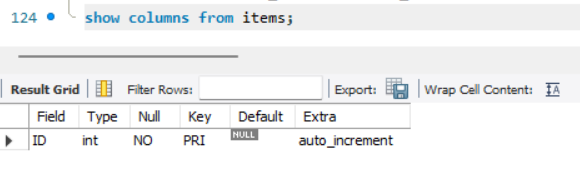 124 show columns from items;
Result Grid Filter Rows: Export: Wrap Cell Content: IA
Field Type Null Key Default Extra
ID int NO PRI NULL auto_increment